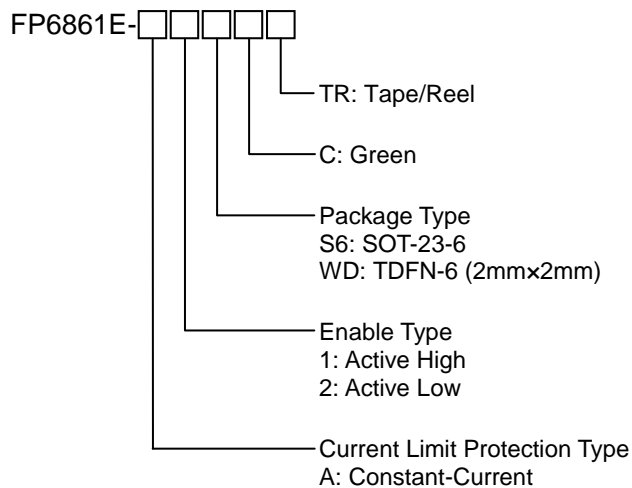 FP6861E-
TR: Tape/Reel
C: Green
Package Type
S6: SOT-23-6
WD: TDFN-6 (2mm×2mm)
Enable Type
1: Active High
2: Active Low
Current Limit Protection Type
A: Constant-Current